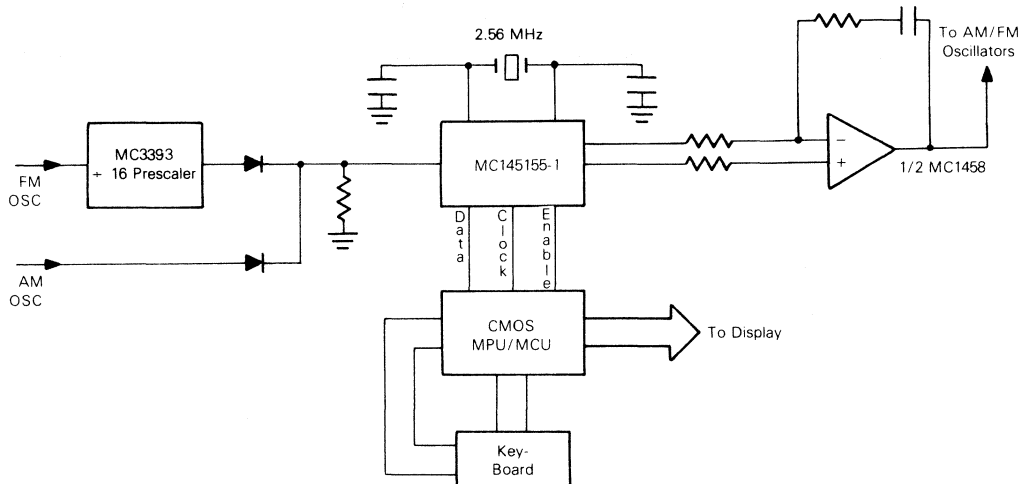 2.56 MHz
To AM/FM
Oscillators
MC3393
÷ 16 Prescaler
FM
OSC
MC145155-1
−
+
1/2 MC1458
AM
OSC
Data
Clock
Enable
CMOS
MPU/MCU
To Display
Key-
Board